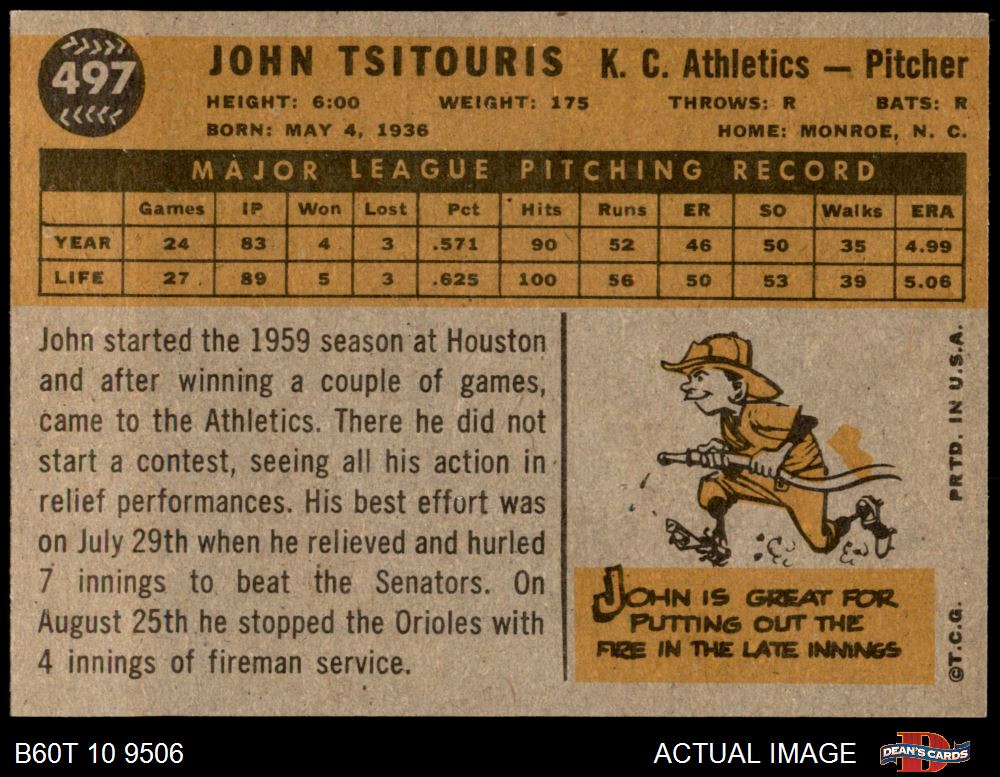 497
JOHN TSITOURIS K. C. Athletics — Pitcher
HEIGHT: 6:00 WEIGHT: 175 THROWS: R BATS: R
BORN: MAY 4, 1936 HOME: MONROE, N. C.
MAJOR LEAGUE PITCHING RECORD
Games IP Won Lost Pct Hits Runs ER SO Walks ERA
YEAR 24 83 4 3 .571 90 52 46 50 35 4.99
LIFE 27 89 5 3 .625 100 56 50 53 39 5.06
John started the 1959 season at Houston
and after winning a couple of games,
came to the Athletics. There he did not
start a contest, seeing all his action in
relief performances. His best effort was
on July 29th when he relieved and hurled
7 innings to beat the Senators. On
August 25th he stopped the Orioles with
4 innings of fireman service.
JOHN IS GREAT FOR
PUTTING OUT THE
FIRE IN THE LATE INNINGS
©T.C.G. PRTD. IN U.S.A.
B60T 10 9506 ACTUAL IMAGE DEAN'S CARDS